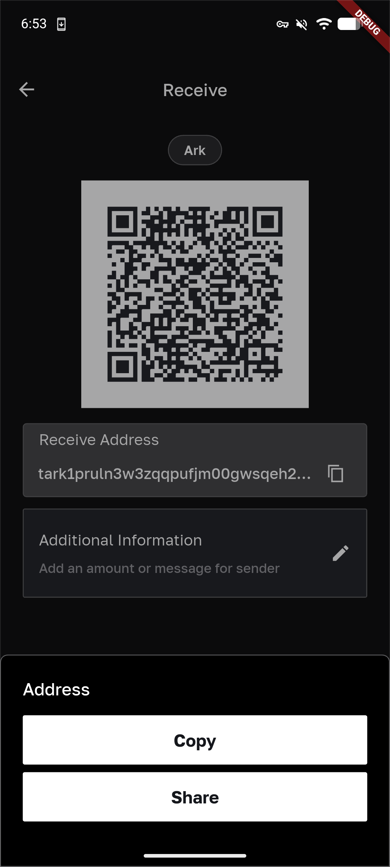 6:53
DEBUG
Receive
Ark
Receive Address
tark1pruln3w3zqqpufjm00gwsqeh2...
Additional Information
Add an amount or message for sender
Address
Copy
Share